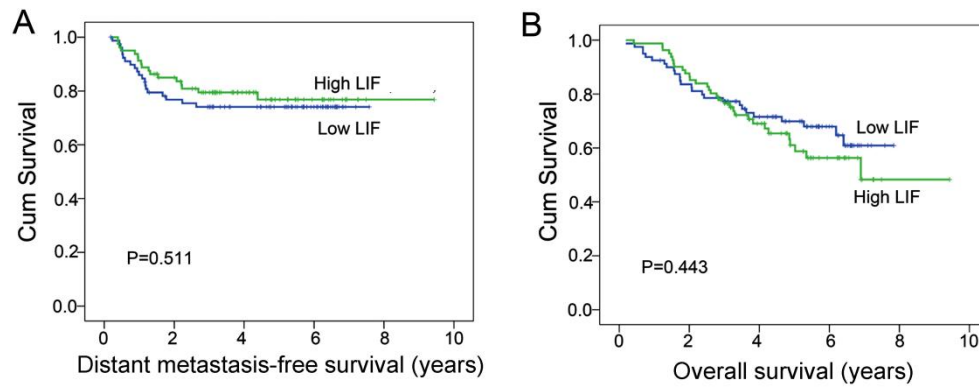 A
Cum Survival
1.0
0.8
0.6
0.4
0.2
0.0
High LIF
Low LIF
P=0.511
0 2 4 6 8 10
Distant metastasis-free survival (years)
B
Cum Survival
1.0
0.8
0.6
0.4
0.2
0.0
Low LIF
High LIF
P=0.443
0 2 4 6 8 10
Overall survival (years)